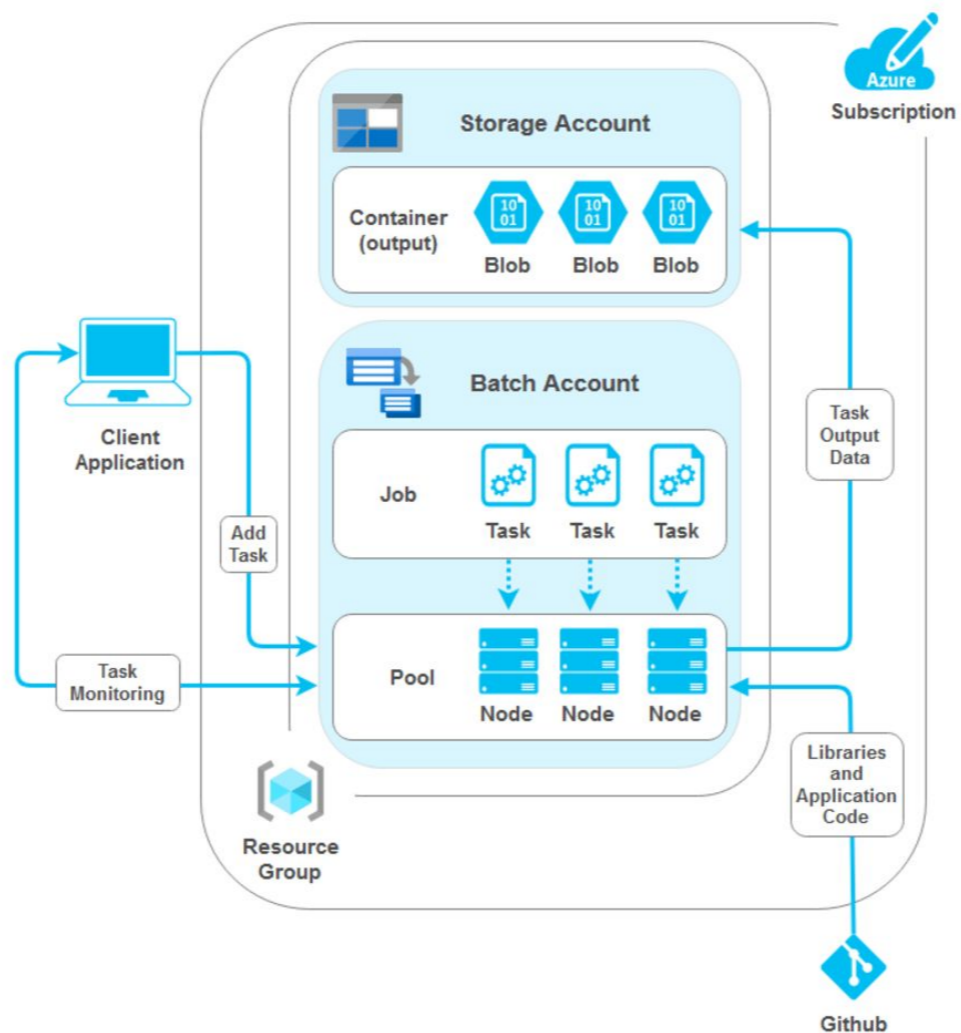 Azure
Subscription
Storage Account
Container
(output)
10
01
10
01
10
01
Blob
Blob
Blob
Client
Application
Batch Account
Task
Output
Data
Job
Task
Task
Task
Add
Task
Task
Monitoring
Pool
Node
Node
Node
Libraries
and
Application
Code
Resource
Group
Github